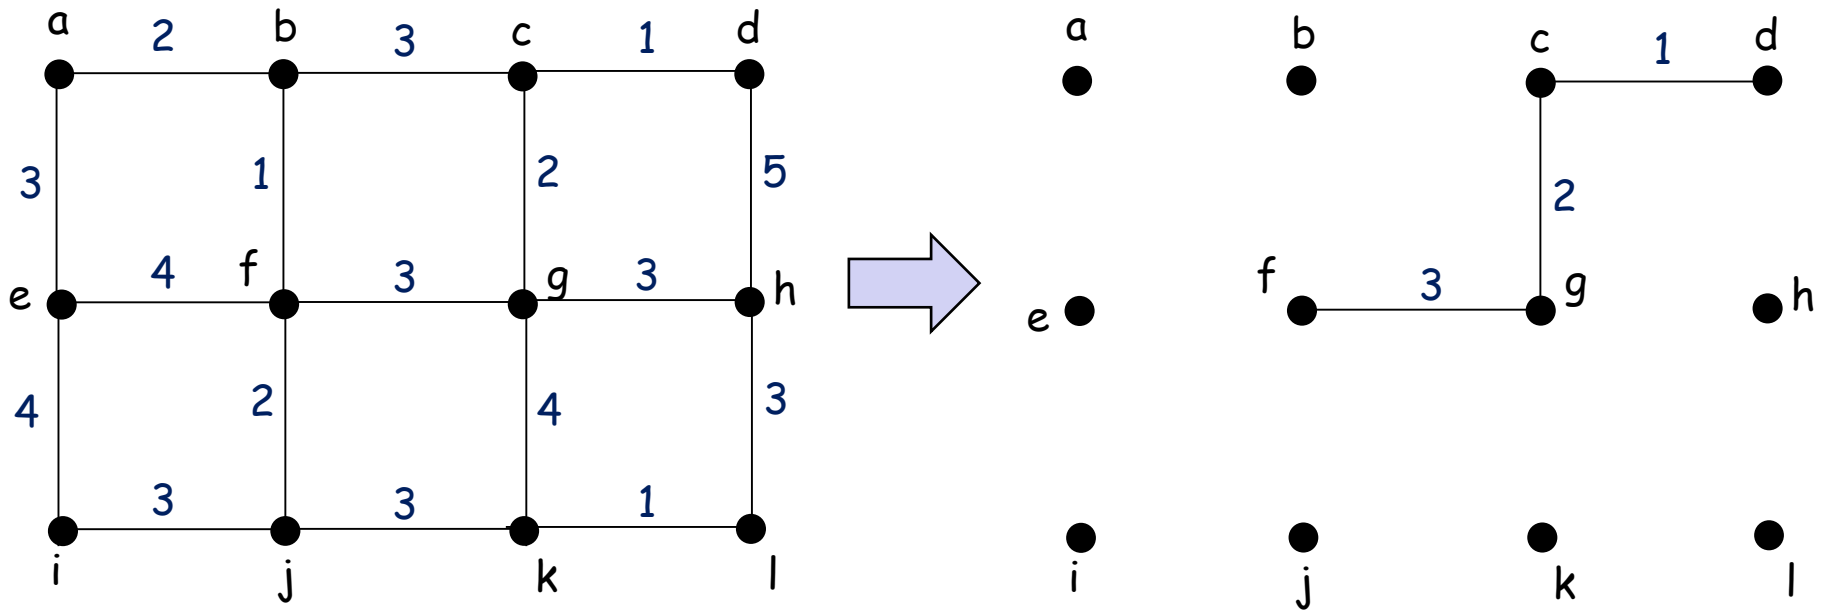 a 2 b 3 c 1 d
3 1 2 5
e 4 f 3 g 3 h
4 2 4 3
3 3 1
i j k l
a b c 1 d
2
e f 3 g h
i j k l